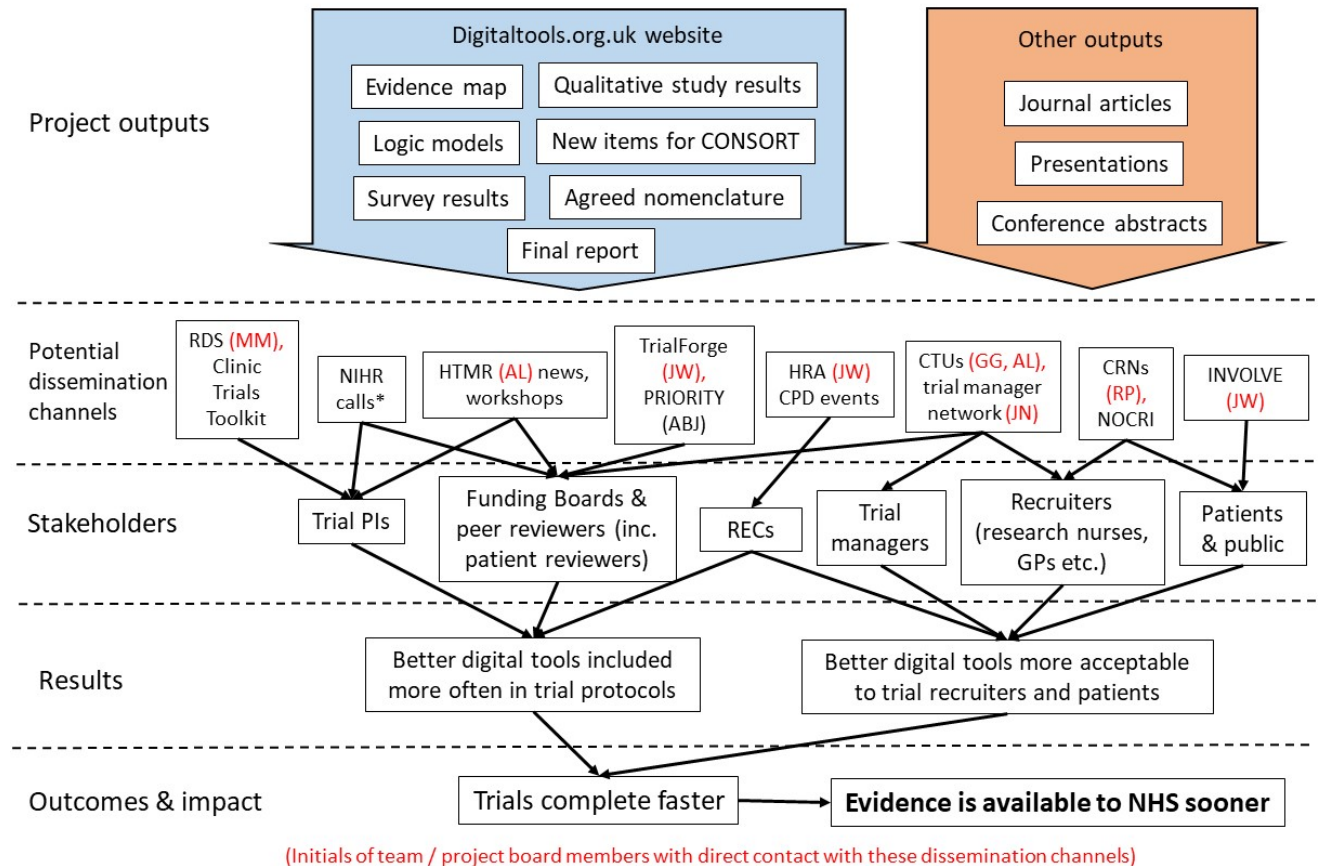 Digitaltools.org.uk website
Other outputs
Project outputs
Evidence map
Qualitative study results
Logic models
New items for CONSORT
Survey results
Agreed nomenclature
Final report
Journal articles
Presentations
Conference abstracts
Potential
dissemination
channels
RDS (MM),
Clinic
Trials
Toolkit
NIHR
calls*
HTMR (AL) news,
workshops
TrialForge
(JW),
PRIORITY
(ABJ)
HRA (JW)
CPD events
CTUs (GG, AL),
trial manager
network (JN)
CRNs
(RP),
NOCRI
INVOLVE
(JW)
Stakeholders
Trial PIs
Funding Boards &
peer reviewers (inc.
patient reviewers)
RECs
Trial
managers
Recruiters
(research nurses,
GPs etc.)
Patients
& public
Results
Better digital tools included
more often in trial protocols
Better digital tools more acceptable
to trial recruiters and patients
Outcomes & impact
Trials complete faster
Evidence is available to NHS sooner
(Initials of team / project board members with direct contact with these dissemination channels)